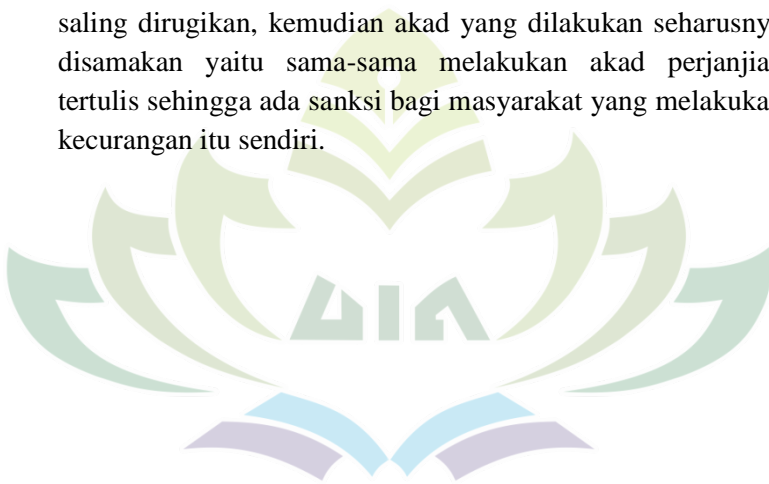 saling dirugikan, kemudian akad yang dilakukan seharusny
disamakan yaitu sama-sama melakukan akad perjanjia
tertulis sehingga ada sanksi bagi masyarakat yang melakuka
kecurangan itu sendiri.
UIN